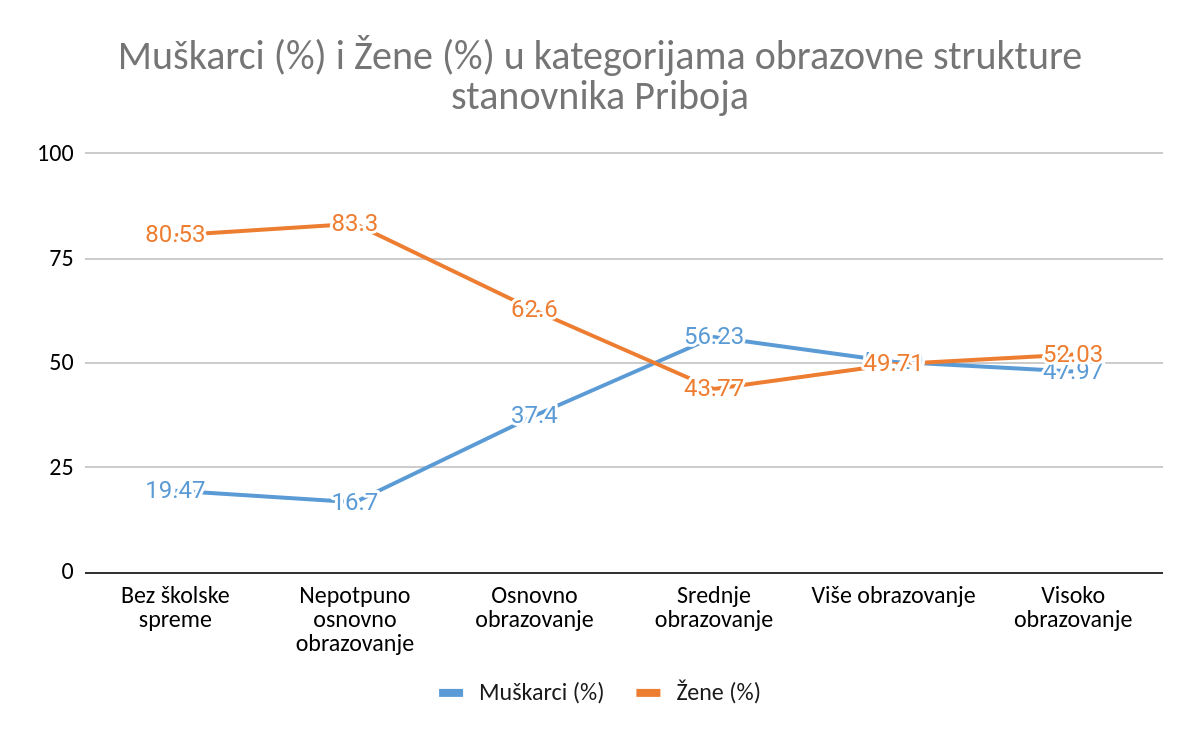 Muškarci (%) i Žene (%) u kategorijama obrazovne strukture
stanovnika Priboja
100
75
50
25
0
80.53
83.3
62.6
56.23
43.77
49.71
52.03
47.97
37.4
19.47
16.7
Bez školske
spreme
Nepotpuno
osnovno
obrazovanje
Osnovno
obrazovanje
Srednje
obrazovanje
Više obrazovanje
Visoko
obrazovanje
Muškarci (%)
Žene (%)